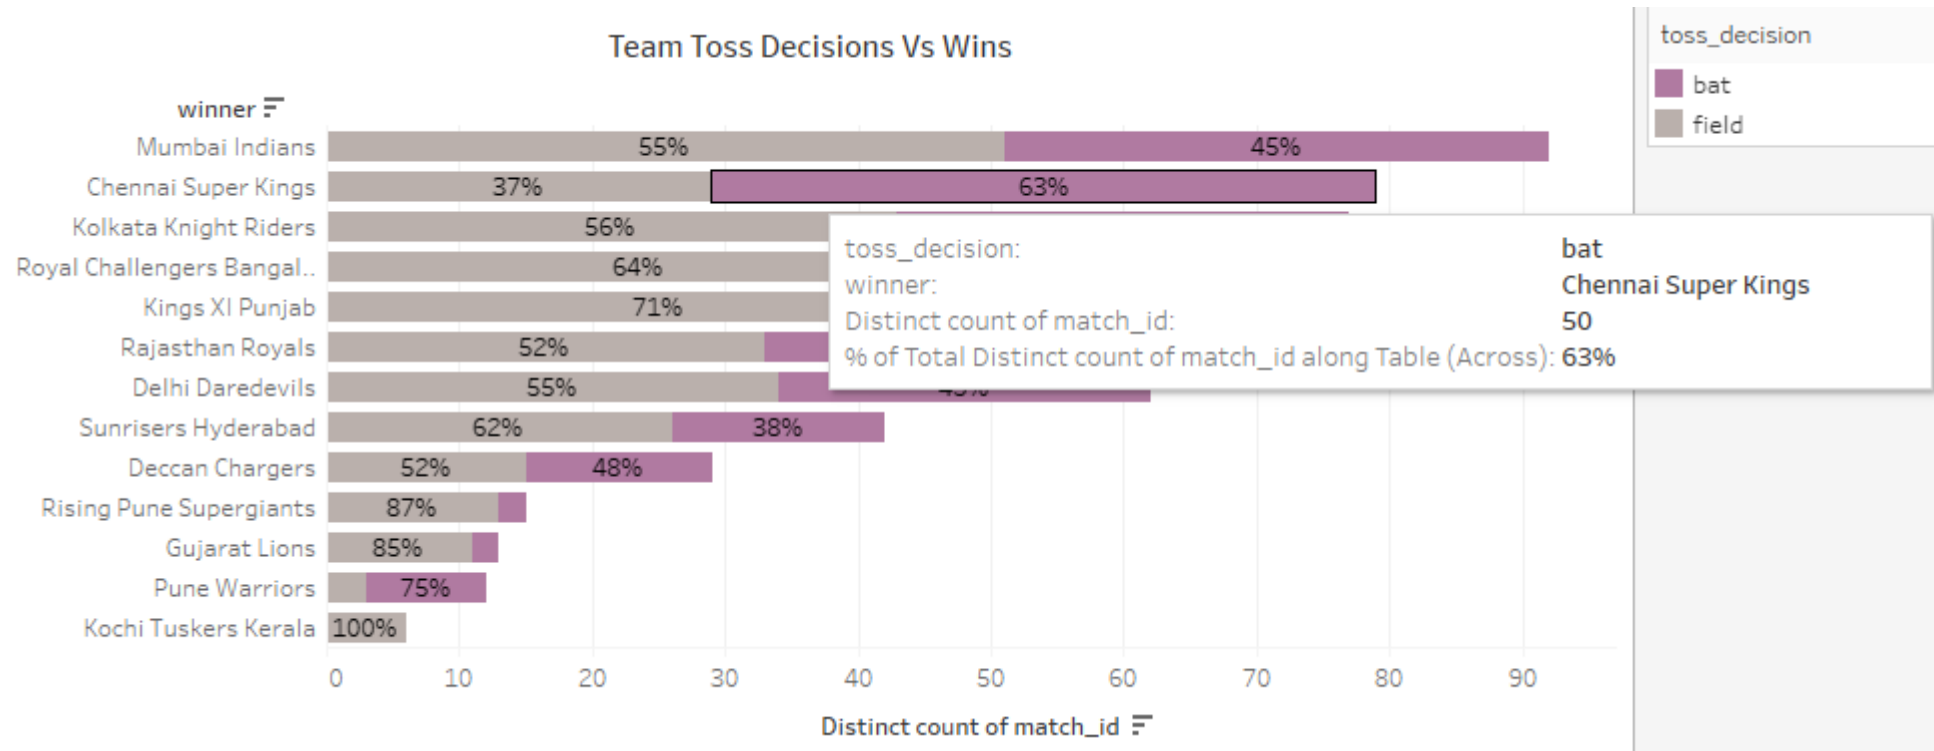 Team Toss Decisions Vs Wins
toss_decision
bat
field
winner
Mumbai Indians 55% 45%
Chennai Super Kings 37% 63%
Kolkata Knight Riders 56%
Royal Challengers Bangal.. 64%
Kings XI Punjab 71%
Rajasthan Royals 52%
Delhi Daredevils 55%
Sunrisers Hyderabad 62% 38%
Deccan Chargers 52% 48%
Rising Pune Supergiants 87%
Gujarat Lions 85%
Pune Warriors 75%
Kochi Tuskers Kerala 100%
toss_decision: bat
winner: Chennai Super Kings
Distinct count of match_id: 50
% of Total Distinct count of match_id along Table (Across): 63%
0 10 20 30 40 50 60 70 80 90
Distinct count of match_id